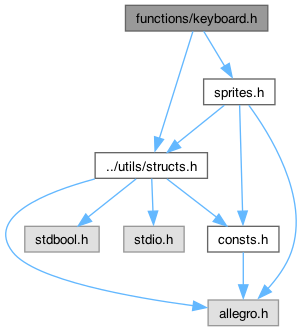 functions/keyboard.h
sprites.h
../utils/structs.h
stdbool.h
stdio.h
consts.h
allegro.h